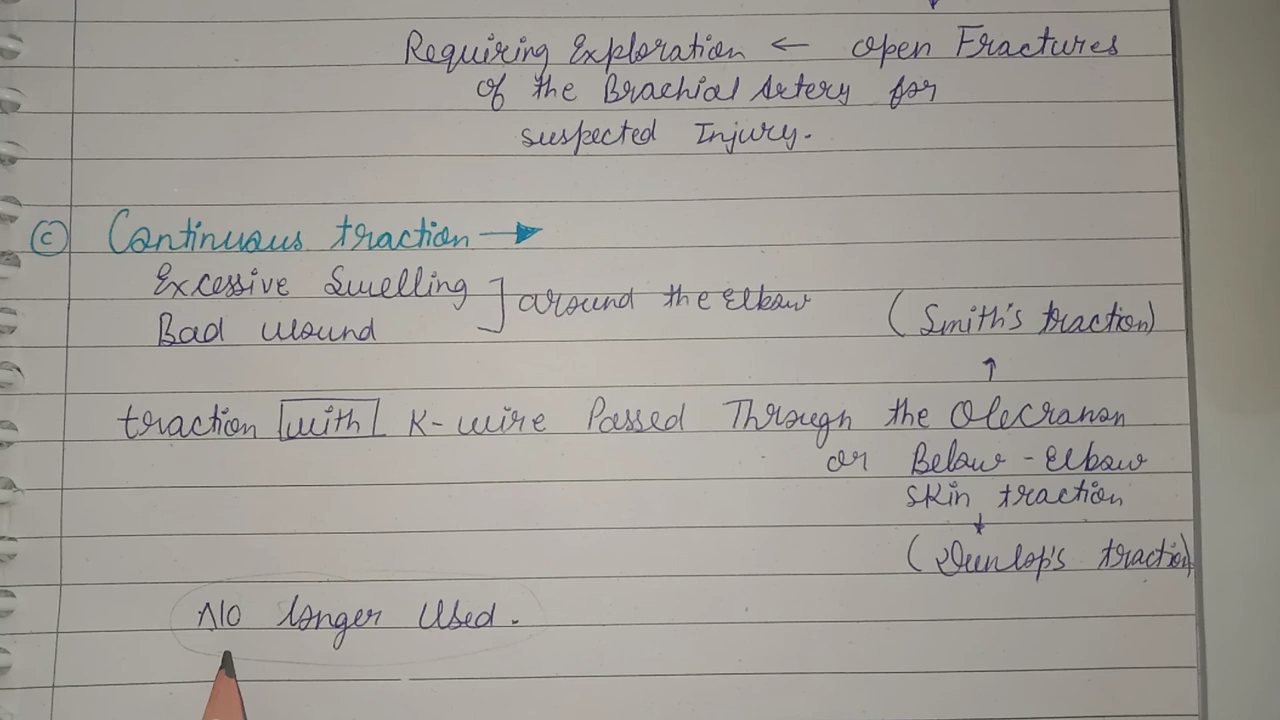 Requiring Exploration ← open Fractures
of the Brachial Artery for
suspected Injury.
(c) Continuous traction →
Excessive Swelling
Bad wound
] around the Elbow
(Smith's traction)
↑
traction [with] K-wire Passed Through the Olecranon
or Below-Elbow
skin traction
↓
(Dunlop's traction)
No longer Used.